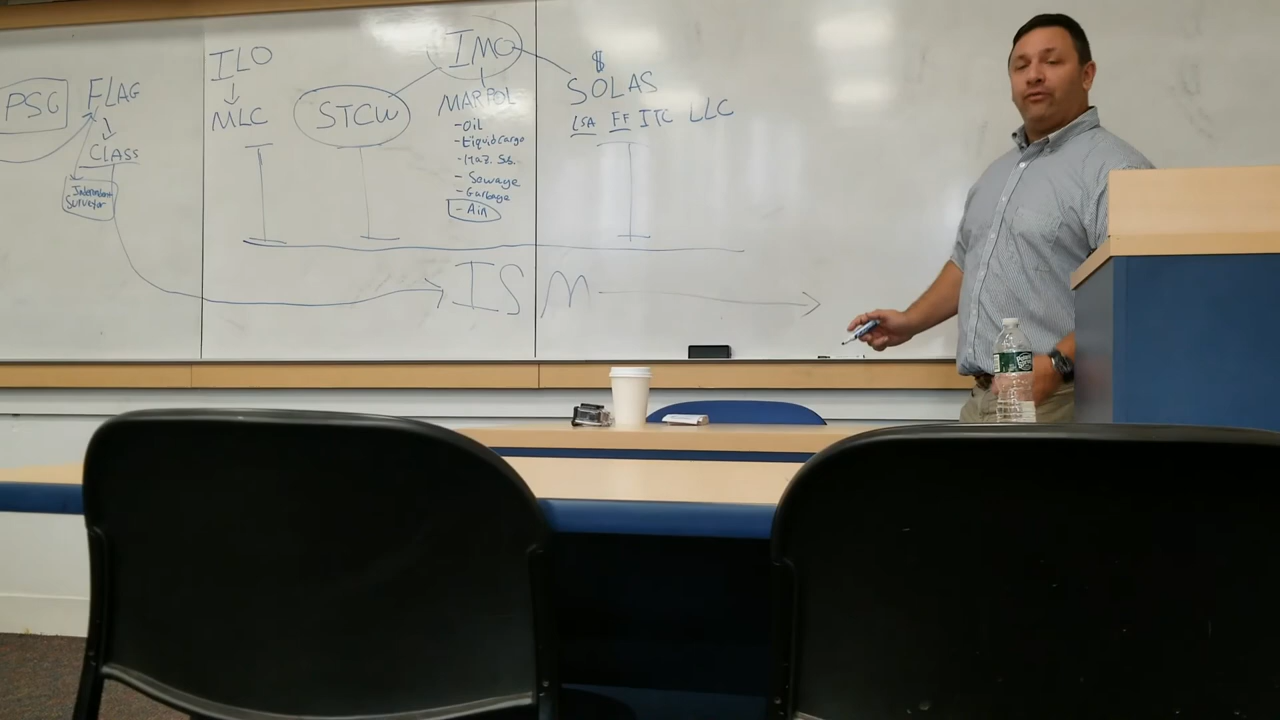 PSC
FLAG
CLASS
Surveyor
ILO
MLC
STCW
IMO
MARPOL
- Oil
- Liquid Cargo
- Haz. Sb.
- Sewage
- Garbage
- Air
$
SOLAS
LSA FF ITC LLC
ISM